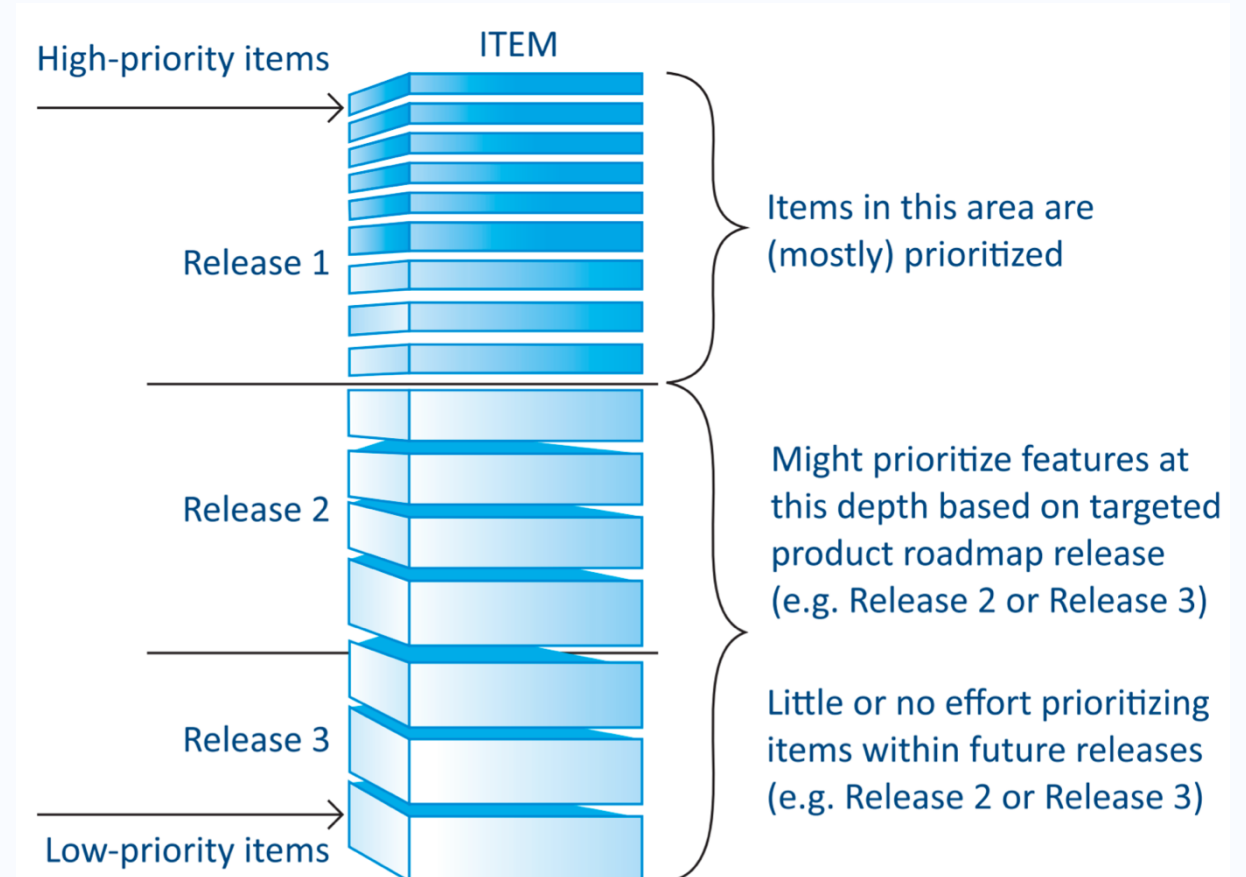 ITEM
High-priority items
Items in this area are
(mostly) prioritized
Release 1
Might prioritize features at
this depth based on targeted
product roadmap release
(e.g. Release 2 or Release 3)
Release 2
Little or no effort prioritizing
items within future releases
(e.g. Release 2 or Release 3)
Release 3
Low-priority items